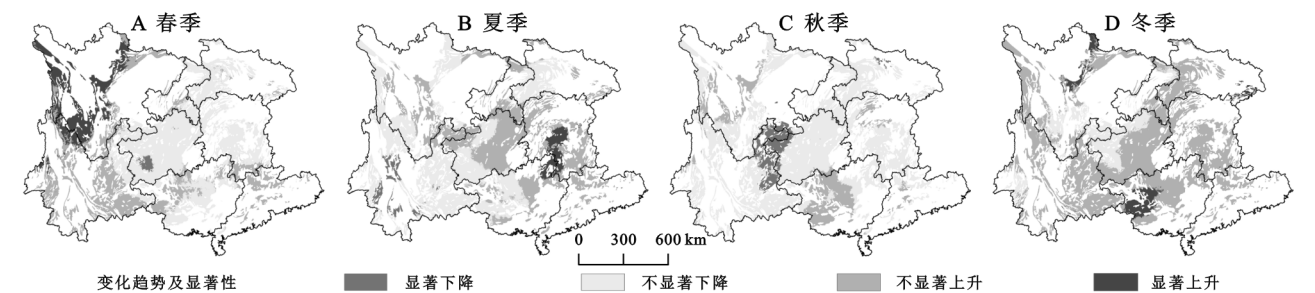 A 春季
B 夏季
C 秋季
D 冬季
0 300 600 km
变化趋势及显著性 显著下降 不显著下降 不显著上升 显著上升